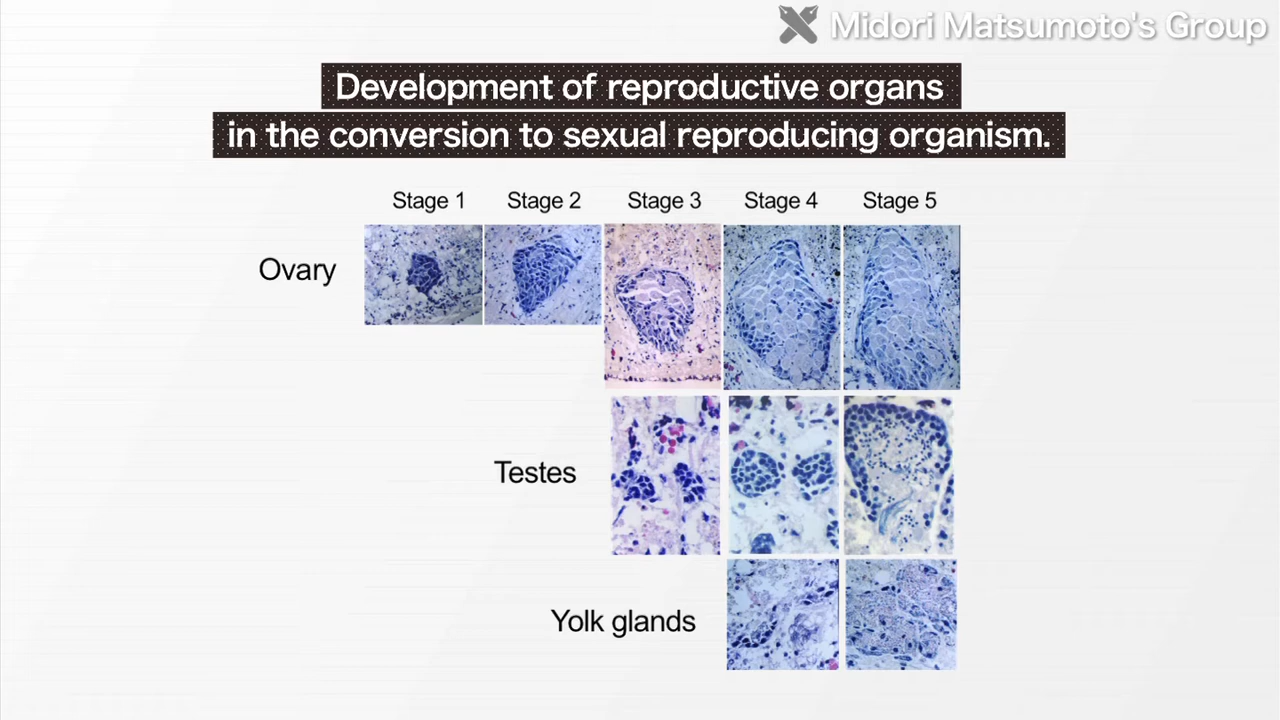 Midori Matsumoto's Group
Development of reproductive organs
in the conversion to sexual reproducing organism.
Stage 1 Stage 2 Stage 3 Stage 4 Stage 5
Ovary
Testes
Yolk glands